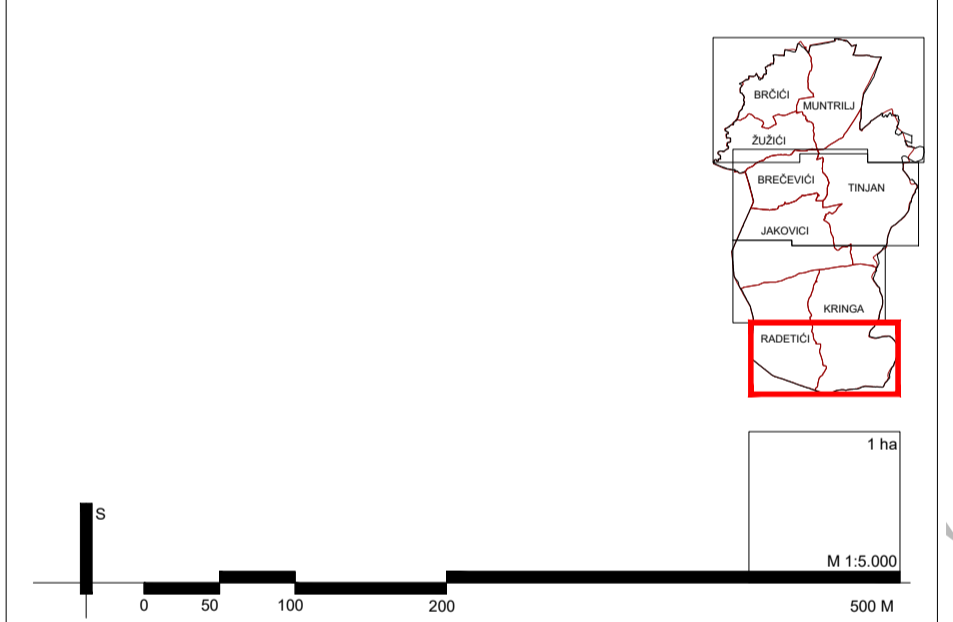 BRČIĆI
MUNTRILJ
ŽUŽIĆI
BREČEVIĆI
TINJAN
JAKOVICI
KRINGA
RADETIĆI
1 ha
S
M 1:5.000
0 50 100 200 500 M